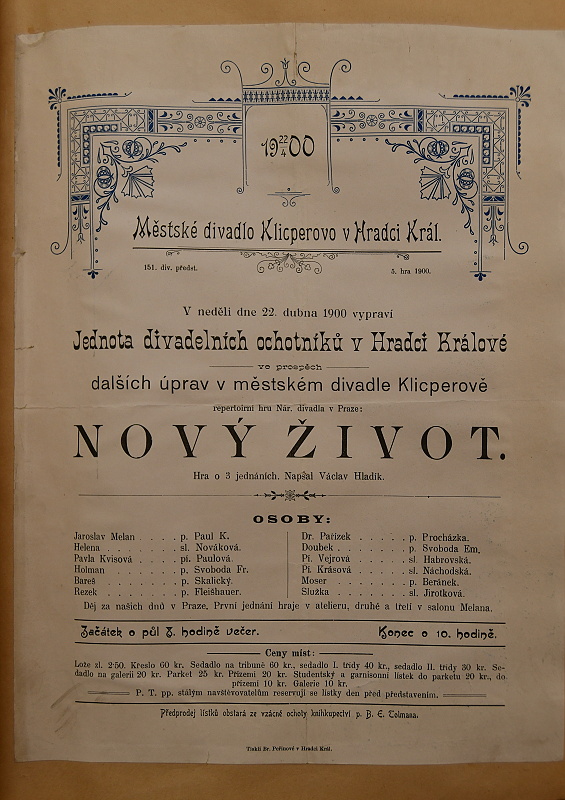 19 22/4 00
Městské divadlo Klicperovo v Hradci Král.
151. div. předst. 5. hra 1900.
V neděli dne 22. dubna 1900 vypraví
Jednota divadelních ochotníků v Hradci Králové
ve prospěch
dalších úprav v městském divadle Klicperově
repertoirní hru Nár. divadla v Praze:
NOVÝ ŽIVOT.
Hra o 3 jednáních. Napsal Václav Hladík.
OSOBY:
Jaroslav Melan . . . . p. Paul K.
Helena . . . . . . . sl. Nováková.
Pavla Kvisová . . . . pí. Paulová.
Holman . . . . . . . p. Svoboda Fr.
Bareš . . . . . . . p. Skalický.
Rezek . . . . . . . p. Fleišhauer.
Dr. Pařízek . . . . . p. Procházka.
Doubek . . . . . . . p. Svoboda Em.
Pí. Vejrová . . . . . sl. Habrovská.
Pí. Krásová . . . . . sl. Náchodská.
Moser . . . . . . . p. Beránek.
Služka . . . . . . . sl. Jirotková.
Děj za našich dnů v Praze. První jednání hraje v atelieru, druhé a třetí v salonu Melana.
Začátek o půl 8. hodině večer. Konec o 10. hodině.
Ceny míst:
Lože zl. 2·50. Kreslo 60 kr. Sedadlo na tribuně 60 kr., sedadlo I. třídy 40 kr., sedadlo II. třídy 30 kr. Se-
dadlo na galerii 20 kr. Parket 25 kr. Přízemí 20 kr. Studentský a garnisonní lístek do parketu 20 kr., do
přízemí 10 kr. Galerie 10 kr.
P. T. pp. stálým navštěvovatelům reservují se lístky den před představením.
Předprodej lístků obstará ze vzácné ochoty knihkupectví p. B. E. Tolmana.
Tiskli Br. Peřinové v Hradci Král.